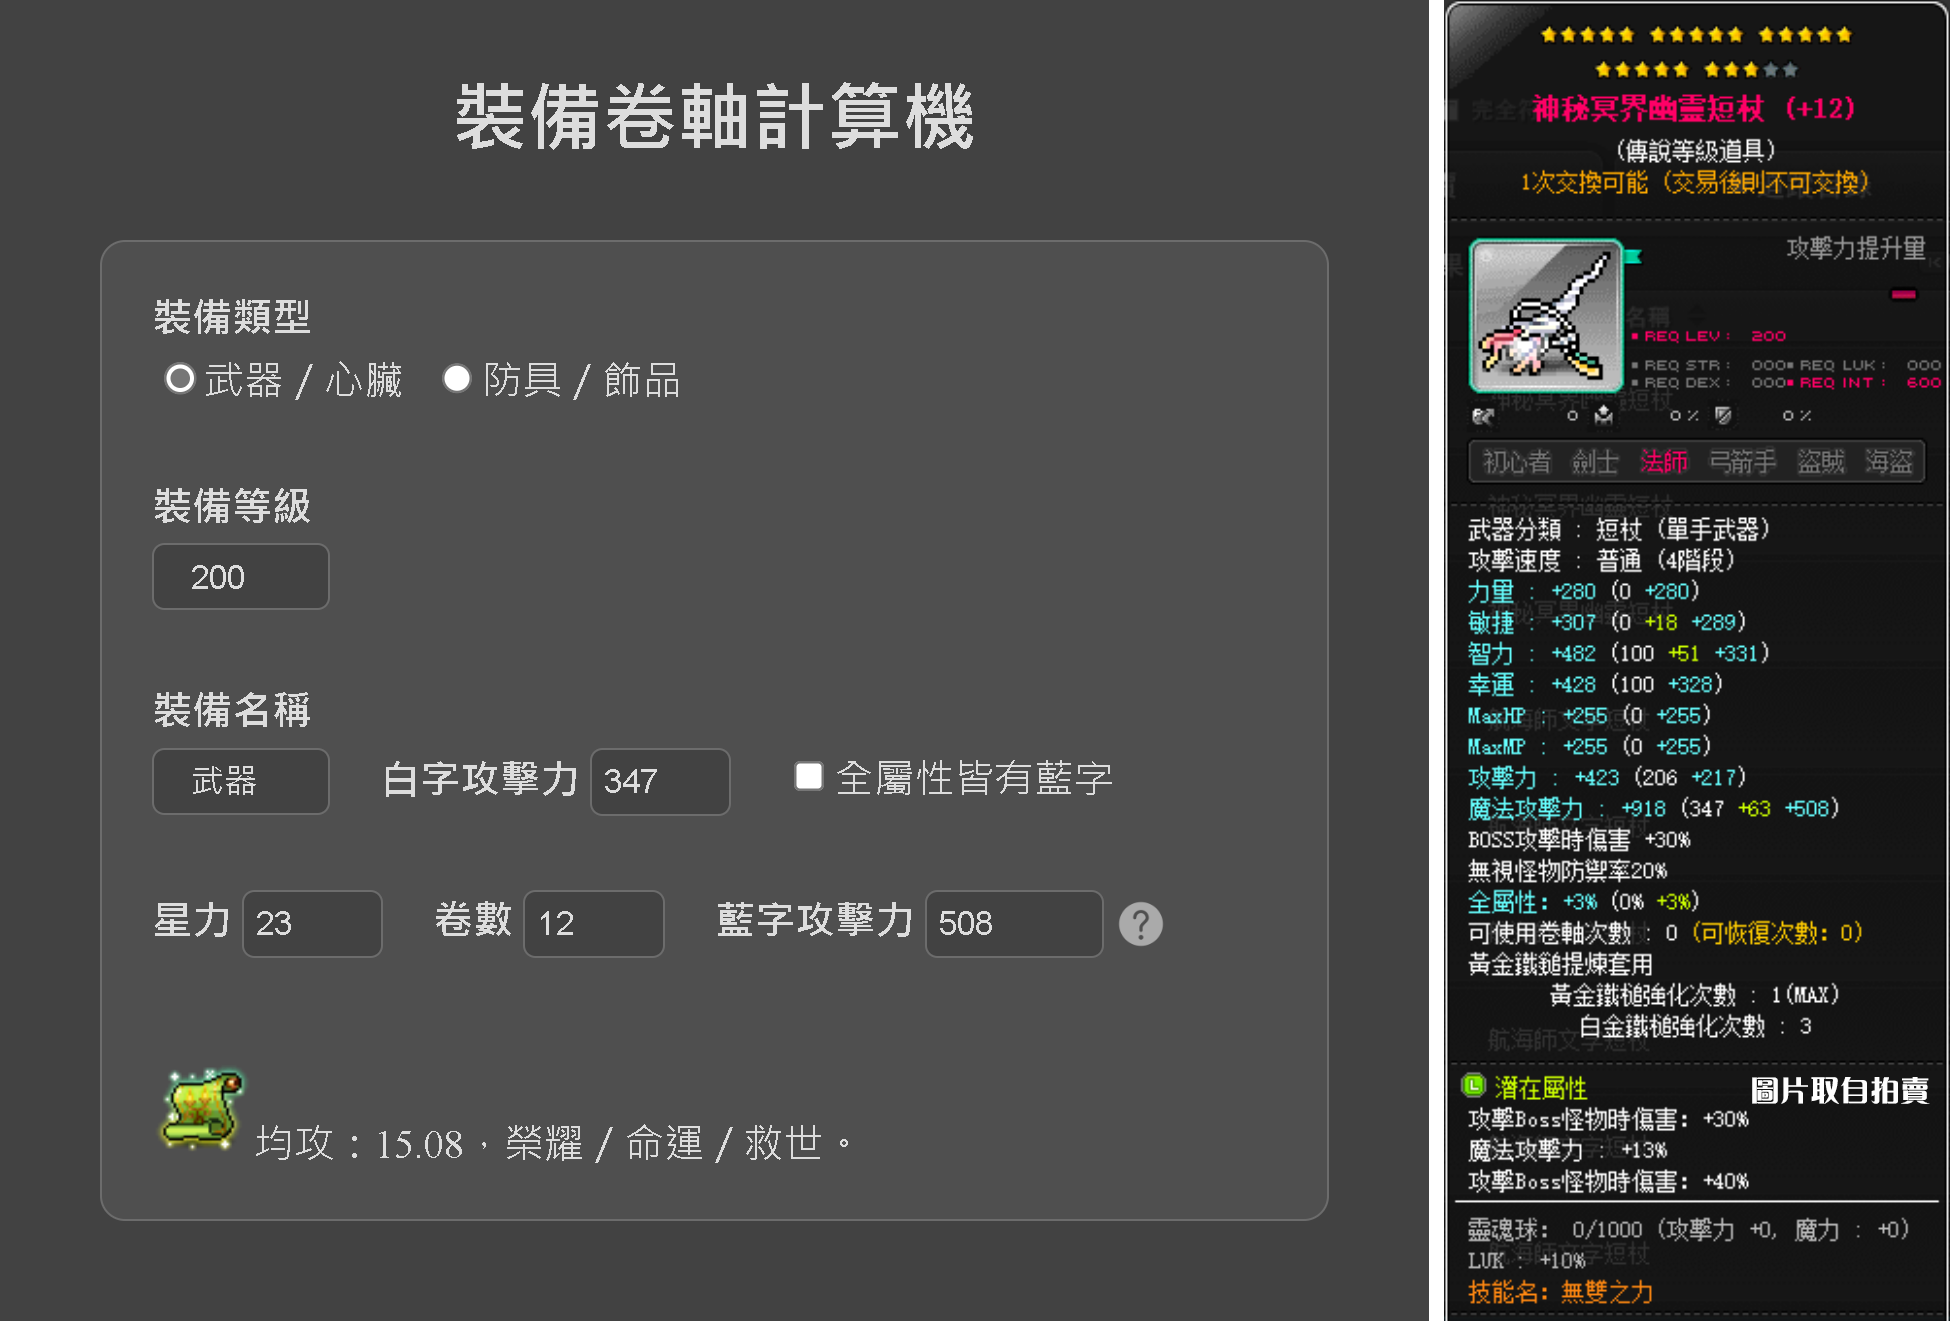 裝備卷軸計算機
裝備類型
武器 / 心臟 防具 / 飾品
裝備等級
200
裝備名稱
武器 白字攻擊力 347 全屬性皆有藍字
星力 23 卷數 12 藍字攻擊力 508 ?
均攻：15.08，榮耀 / 命運 / 救世。
神秘冥界幽靈短杖 (+12)
(傳說等級道具)
1次交換可能 (交易後則不可交換)
攻擊力提升量
REQ LEV : 200
REQ STR : 000 REQ LUK : 000
REQ DEX : 000 REQ INT : 600
0 0% 0%
初心者 劍士 法師 弓箭手 盜賊 海盜
武器分類 : 短杖 (單手武器)
攻擊速度 : 普通 (4階段)
力量 : +280 (0 +280)
敏捷 : +307 (0 +18 +289)
智力 : +482 (100 +51 +331)
幸運 : +428 (100 +328)
MaxHP : +255 (0 +255)
MaxMP : +255 (0 +255)
攻擊力 : +423 (206 +217)
魔法攻擊力 : +918 (347 +63 +508)
BOSS攻擊時傷害 +30%
無視怪物防禦率20%
全屬性: +3% (0% +3%)
可使用卷軸次數 : 0 (可恢復次數: 0)
黃金鐵鎚提煉套用
黃金鐵槌強化次數 : 1(MAX)
白金鐵槌強化次數 : 3
潛在屬性
圖片取自拍賣
攻擊Boss怪物時傷害: +30%
魔法攻擊力 : +13%
攻擊Boss怪物時傷害: +40%
靈魂球: 0/1000 (攻擊力 +0, 魔力 : +0)
LUK : +10%
技能名: 無雙之力